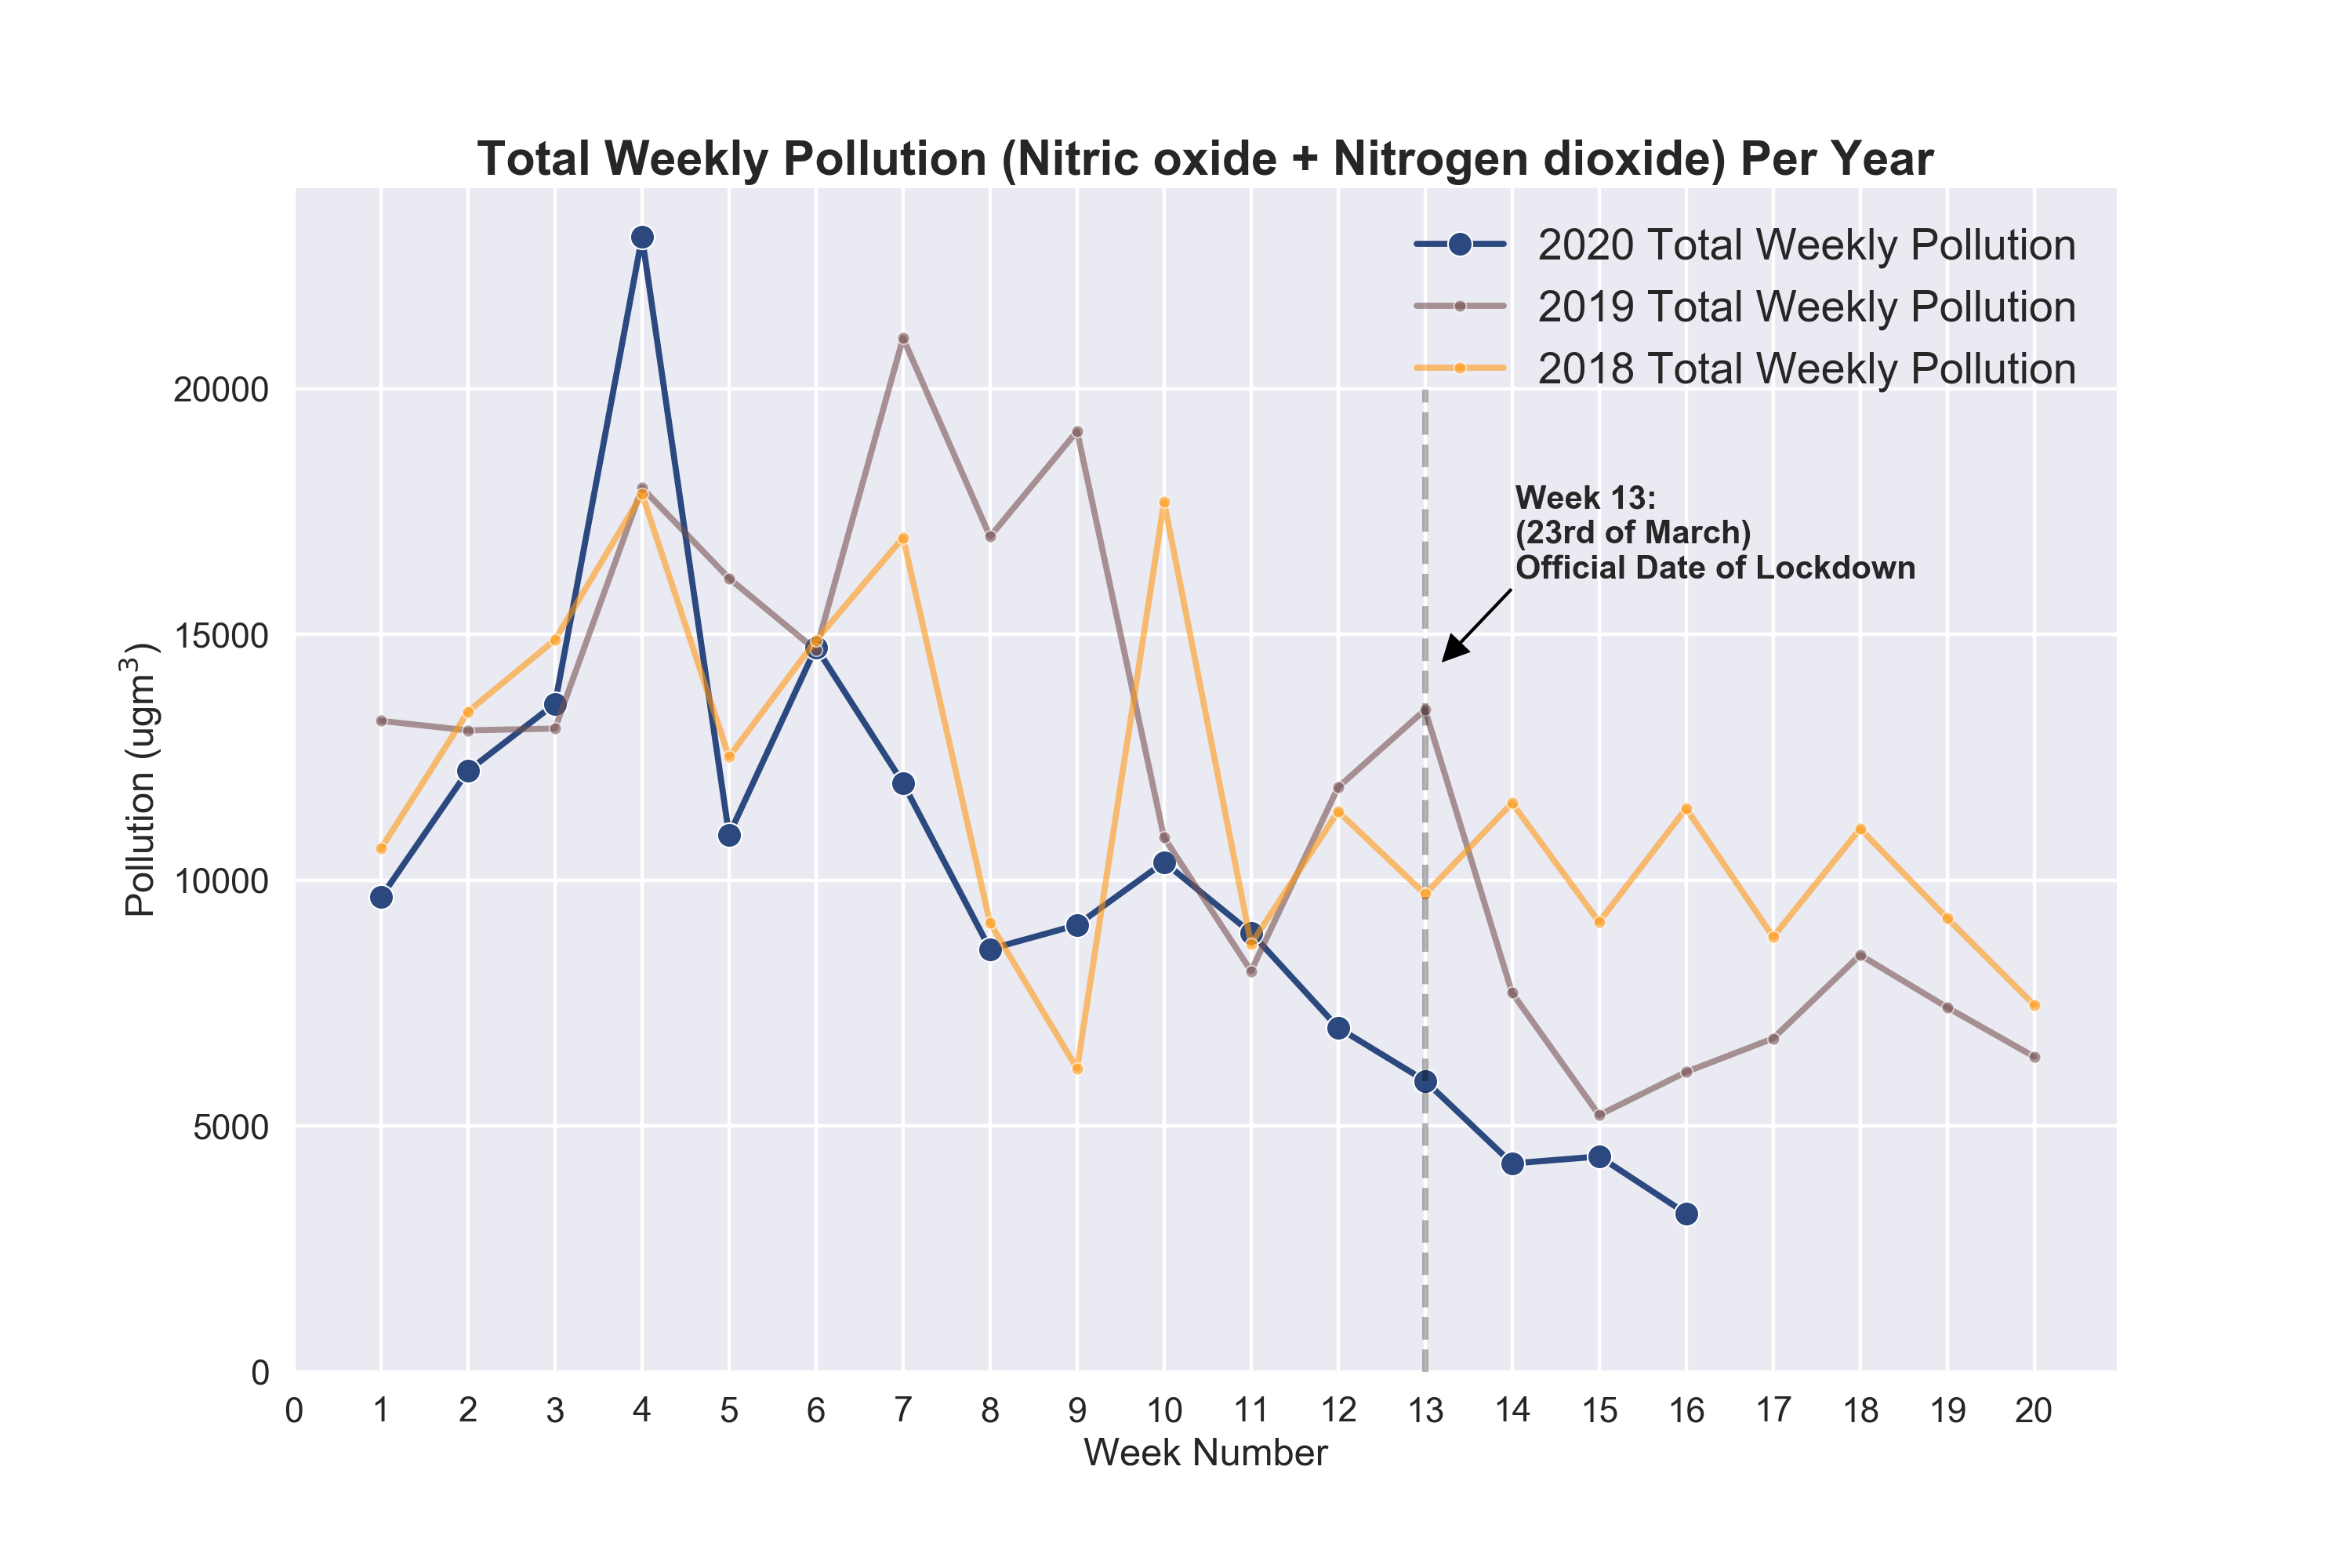 Total Weekly Pollution (Nitric oxide + Nitrogen dioxide) Per Year
2020 Total Weekly Pollution
2019 Total Weekly Pollution
2018 Total Weekly Pollution
Week 13:
(23rd of March)
Official Date of Lockdown
Pollution (ugm³)
20000
15000
10000
5000
0
0 1 2 3 4 5 6 7 8 9 10 11 12 13 14 15 16 17 18 19 20
Week Number